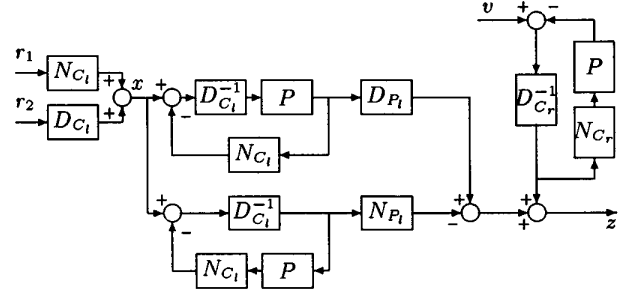 v + −
r₁ N_{C_l} + x + D_{C_l}^{-1} P D_{P_l} D_{C_r}^{-1} P
r₂ D_{C_l} + − N_{C_l} N_{C_r}
+ D_{C_l}^{-1} N_{P_l} + − + + z
− N_{C_l} P